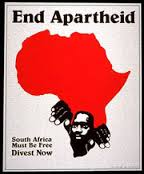 End Apartheid
South Africa
Must Be Free
Divest Now